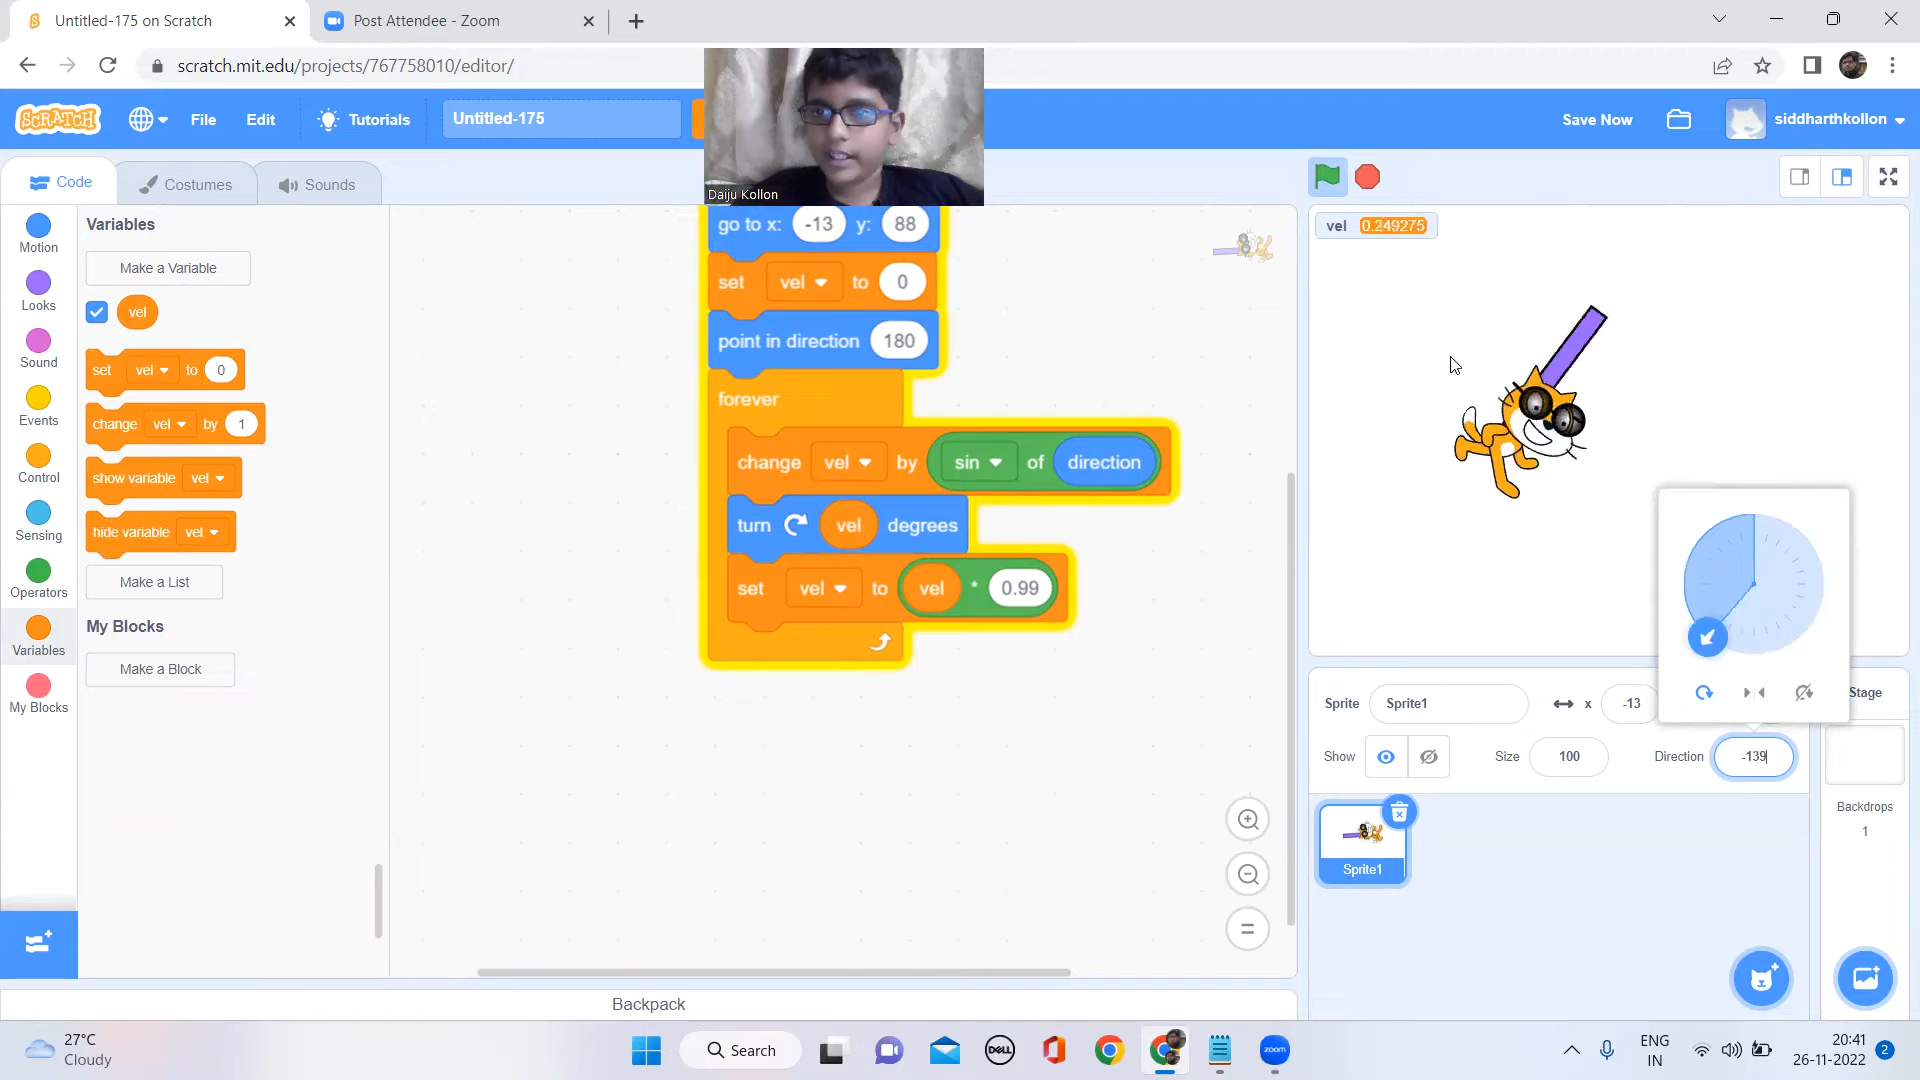 Untitled-175 on Scratch
Post Attendee - Zoom
scratch.mit.edu/projects/767758010/editor/
SCRATCH
File
Edit
Tutorials
Untitled-175
Save Now
siddharthkollon
Daiju Kollon
Code
Costumes
Sounds
Motion
Looks
Sound
Events
Control
Sensing
Operators
Variables
My Blocks
Variables
Make a Variable
vel
set vel to 0
change vel by 1
show variable vel
hide variable vel
Make a List
My Blocks
Make a Block
go to x: -13 y: 88
set vel to 0
point in direction 180
forever
change vel by sin of direction
turn vel degrees
set vel to vel * 0.99
vel 0.249275
Sprite Sprite1 x -13
Show Size 100 Direction -139
Sprite1
Stage
Backdrops
1
Backpack
27°C
Cloudy
Search
DELL
zoom
ENG
IN
20:41
26-11-2022
2